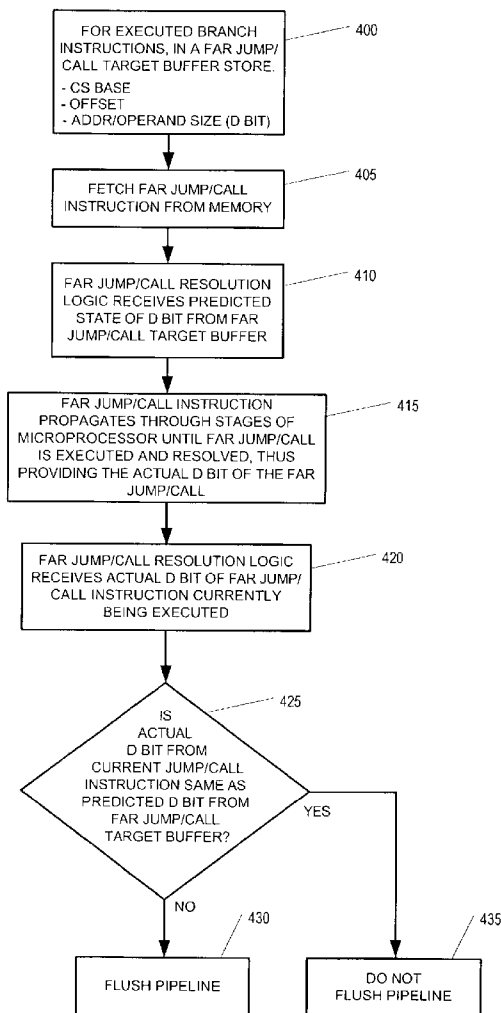 FOR EXECUTED BRANCH
INSTRUCTIONS, IN A FAR JUMP/
CALL TARGET BUFFER STORE.
- CS BASE
- OFFSET
- ADDR/OPERAND SIZE (D BIT)
400
FETCH FAR JUMP/CALL
INSTRUCTION FROM MEMORY
405
FAR JUMP/CALL RESOLUTION
LOGIC RECEIVES PREDICTED
STATE OF D BIT FROM FAR
JUMP/CALL TARGET BUFFER
410
FAR JUMP/CALL INSTRUCTION
PROPAGATES THROUGH STAGES OF
MICROPROCESSOR UNTIL FAR JUMP/CALL
IS EXECUTED AND RESOLVED, THUS
PROVIDING THE ACTUAL D BIT OF THE FAR
JUMP/CALL
415
FAR JUMP/CALL RESOLUTION LOGIC
RECEIVES ACTUAL D BIT OF FAR JUMP/
CALL INSTRUCTION CURRENTLY
BEING EXECUTED
420
IS
ACTUAL
D BIT FROM
CURRENT JUMP/CALL
INSTRUCTION SAME AS
PREDICTED D BIT FROM
FAR JUMP/CALL
TARGET BUFFER?
425
YES
NO
430
FLUSH PIPELINE
435
DO NOT
FLUSH PIPELINE